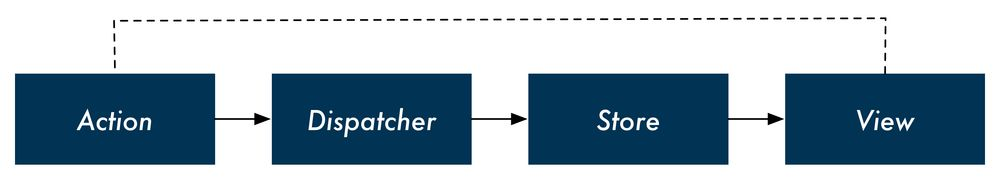 Action
Dispatcher
Store
View